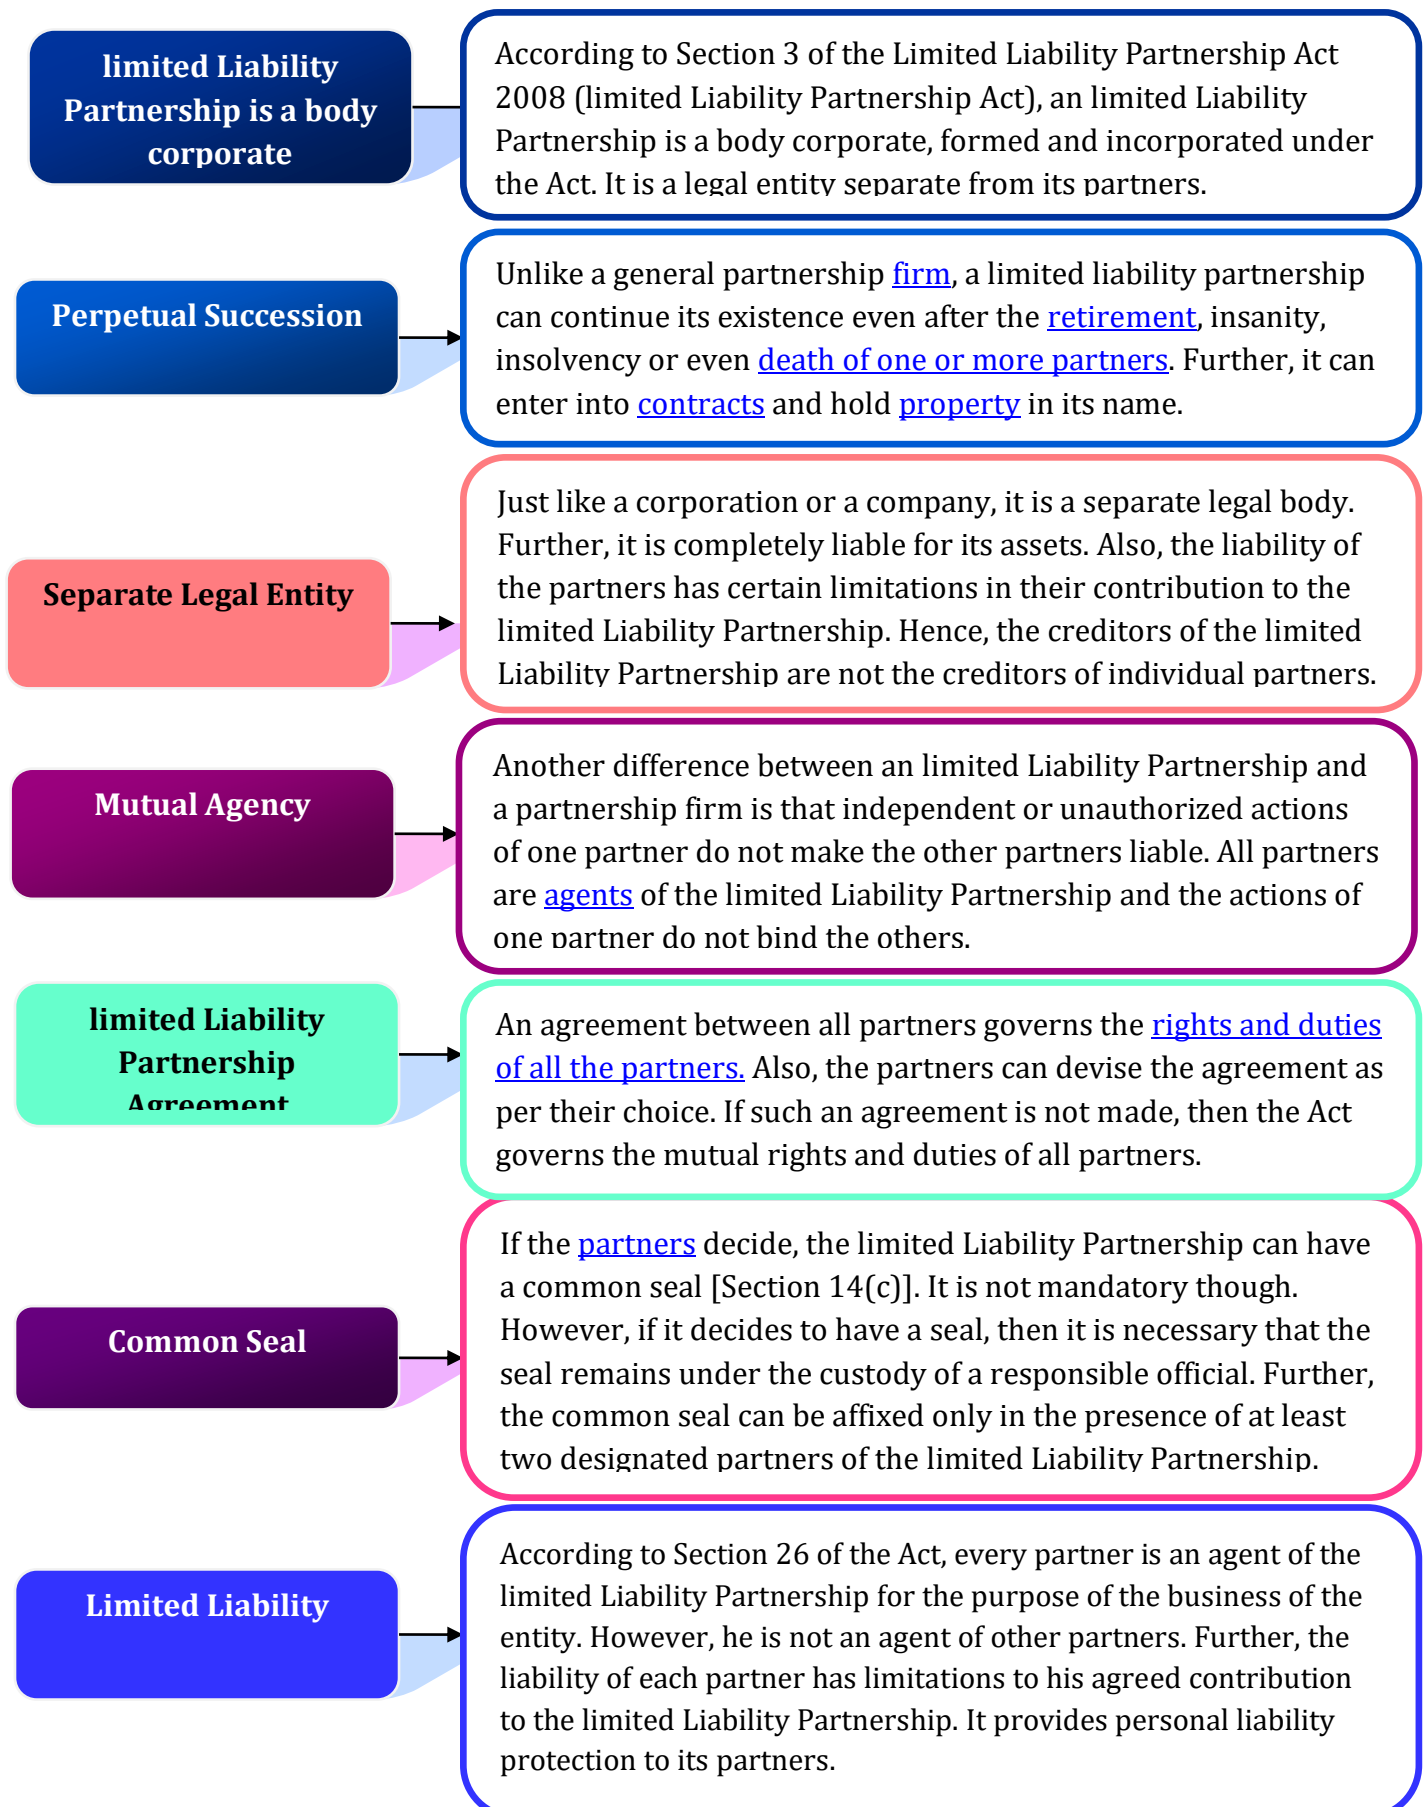 limited Liability
Partnership is a body
corporate
According to Section 3 of the Limited Liability Partnership Act
2008 (limited Liability Partnership Act), an limited Liability
Partnership is a body corporate, formed and incorporated under
the Act. It is a legal entity separate from its partners.
Perpetual Succession
Unlike a general partnership firm, a limited liability partnership
can continue its existence even after the retirement, insanity,
insolvency or even death of one or more partners. Further, it can
enter into contracts and hold property in its name.
Separate Legal Entity
Just like a corporation or a company, it is a separate legal body.
Further, it is completely liable for its assets. Also, the liability of
the partners has certain limitations in their contribution to the
limited Liability Partnership. Hence, the creditors of the limited
Liability Partnership are not the creditors of individual partners.
Mutual Agency
Another difference between an limited Liability Partnership and
a partnership firm is that independent or unauthorized actions
of one partner do not make the other partners liable. All partners
are agents of the limited Liability Partnership and the actions of
one partner do not bind the others.
limited Liability
Partnership
Agreement
An agreement between all partners governs the rights and duties
of all the partners. Also, the partners can devise the agreement as
per their choice. If such an agreement is not made, then the Act
governs the mutual rights and duties of all partners.
Common Seal
If the partners decide, the limited Liability Partnership can have
a common seal [Section 14(c)]. It is not mandatory though.
However, if it decides to have a seal, then it is necessary that the
seal remains under the custody of a responsible official. Further,
the common seal can be affixed only in the presence of at least
two designated partners of the limited Liability Partnership.
Limited Liability
According to Section 26 of the Act, every partner is an agent of the
limited Liability Partnership for the purpose of the business of the
entity. However, he is not an agent of other partners. Further, the
liability of each partner has limitations to his agreed contribution
to the limited Liability Partnership. It provides personal liability
protection to its partners.